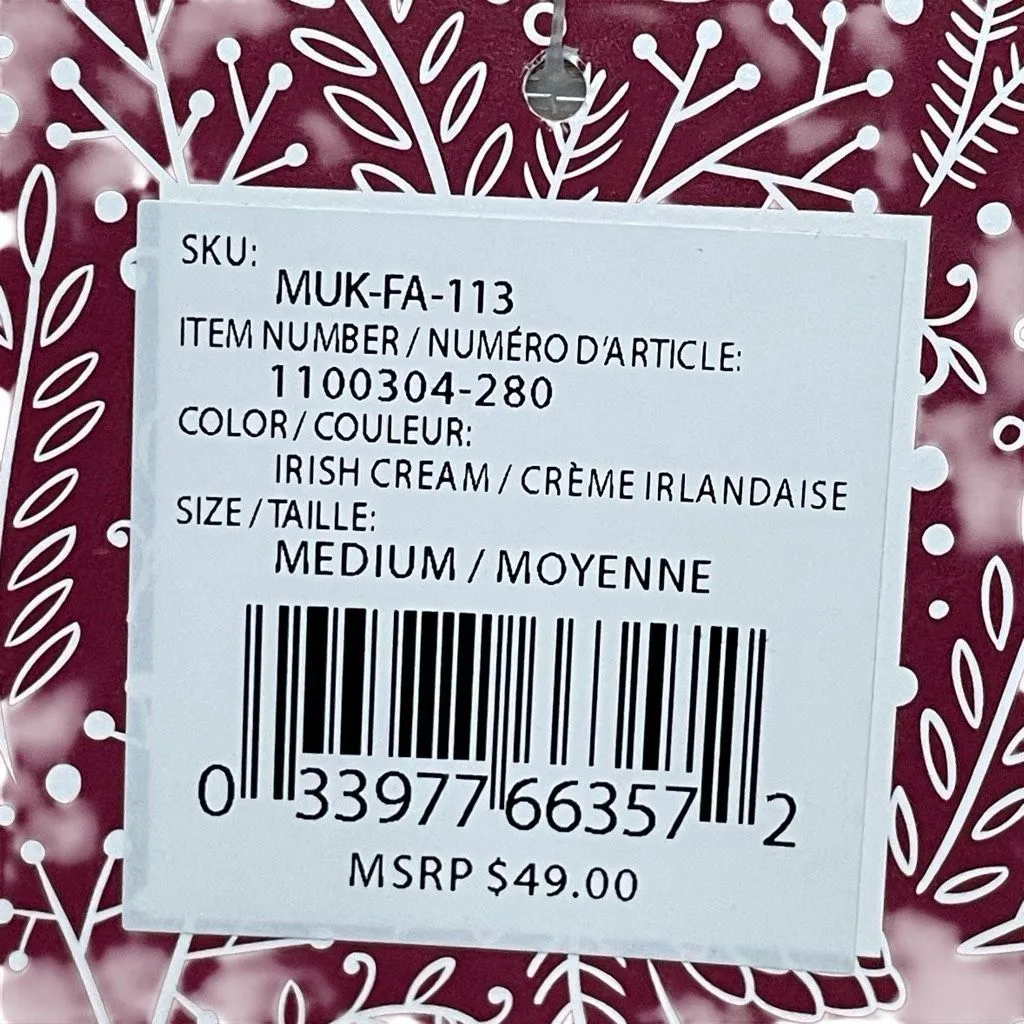 SKU:
MUK-FA-113
ITEM NUMBER / NUMÉRO D'ARTICLE:
1100304-280
COLOR / COULEUR:
IRISH CREAM / CRÈME IRLANDAISE
SIZE / TAILLE:
MEDIUM / MOYENNE
0 33977 66357 2
MSRP $49.00